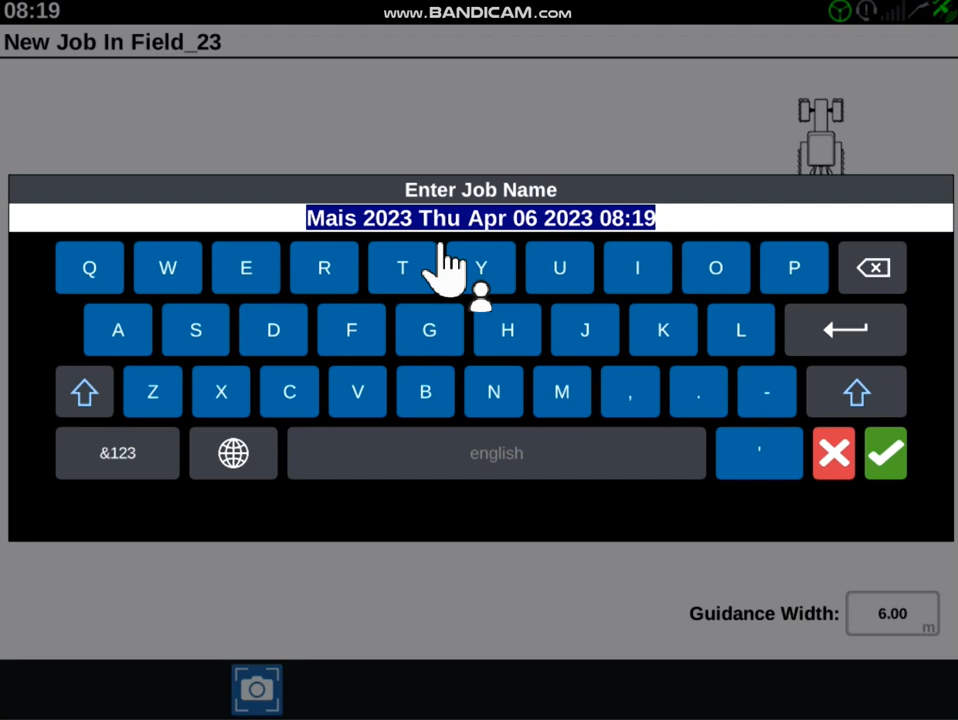 08:19
www.BANDICAM.com
New Job In Field_23
Enter Job Name
Mais 2023 Thu Apr 06 2023 08:19
Q W E R T Y U I O P
A S D F G H J K L
Z X C V B N M , . -
&123 english '
Guidance Width: 6.00 m